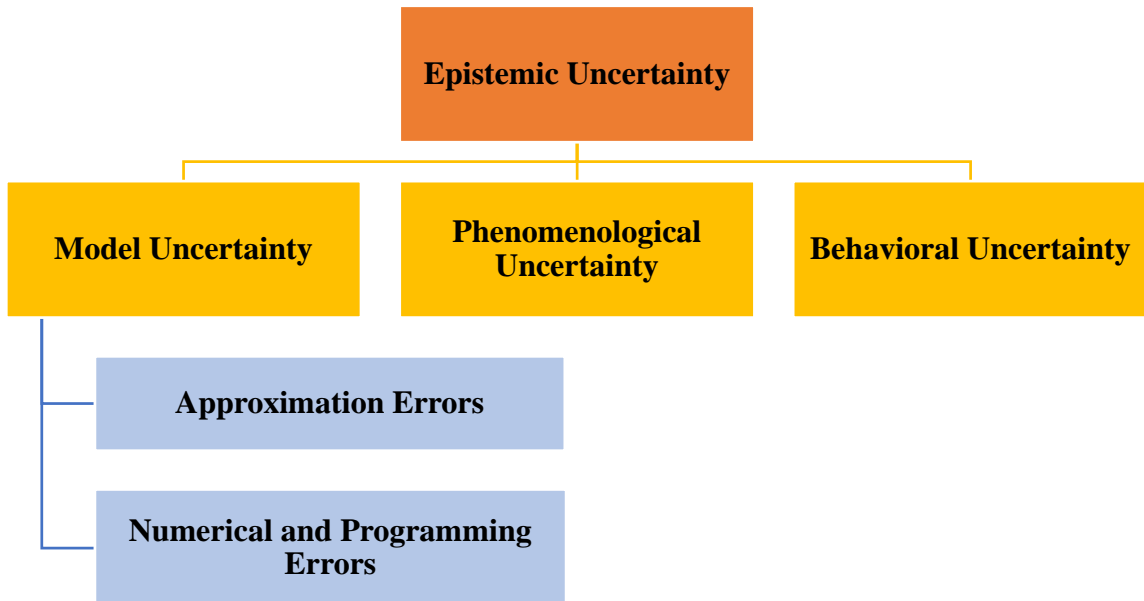 Epistemic Uncertainty
Model Uncertainty
Phenomenological
Uncertainty
Behavioral Uncertainty
Approximation Errors
Numerical and Programming
Errors